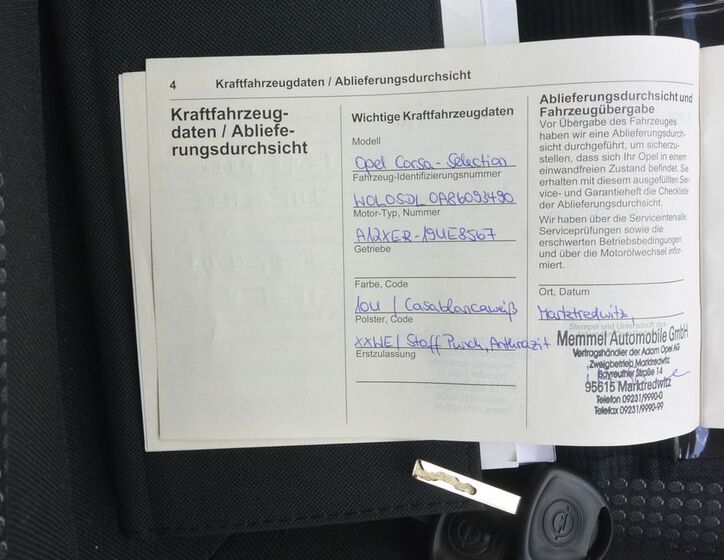 4 Kraftfahrzeugdaten / Ablieferungsdurchsicht
Kraftfahrzeug-
daten / Abliefe-
rungsdurchsicht
Wichtige Kraftfahrzeugdaten
Modell
Opel Corsa - Selection
Fahrzeug-Identifizierungsnummer
W0L0SDL 0A86093490
Motor-Typ, Nummer
A12XER-19UE8567
Getriebe
Farbe, Code
10U / Casablancaweiß
Polster, Code
XXWE / Stoff Punch, Anthrazit
Erstzulassung
Ablieferungsdurchsicht und
Fahrzeugübergabe
Vor Übergabe des Fahrzeuges
haben wir eine Ablieferungsdurch-
sicht durchgeführt, um sicherzu-
stellen, dass sich Ihr Opel in einem
einwandfreien Zustand befindet. Sie
erhalten mit diesem ausgefüllten Ser-
vice- und Garantieheft die Checkliste
der Ablieferungsdurchsicht.
Wir haben über die Serviceintervalle,
Serviceprüfungen sowie die
erschwerten Betriebsbedingungen
und über die Motorölwechsel infor-
miert.
Ort, Datum
Marktredwitz,
Stempel und Unterschrift des
Memmel Automobile GmbH
Vertragshändler der Adam Opel AG
Zweigbetrieb Marktredwitz
Bayreuther Straße 14
95615 Marktredwitz
Telefon 09231/9990-0
Telefax 09231/9990-99